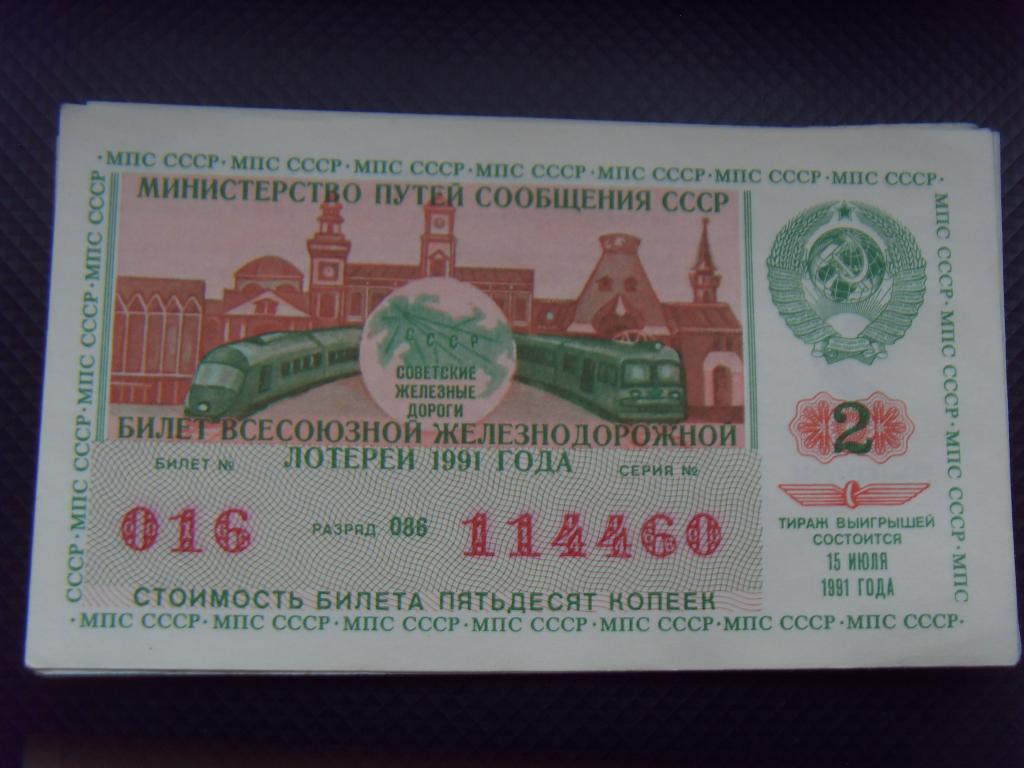 ·МПС СССР·МПС СССР·МПС СССР·МПС СССР·МПС СССР·МПС СССР·МПС СССР·
МИНИСТЕРСТВО ПУТЕЙ СООБЩЕНИЯ СССР
СССР
СОВЕТСКИЕ
ЖЕЛЕЗНЫЕ
ДОРОГИ
БИЛЕТ ВСЕСОЮЗНОЙ ЖЕЛЕЗНОДОРОЖНОЙ
ЛОТЕРЕИ 1991 ГОДА
БИЛЕТ №
СЕРИЯ №
016
РАЗРЯД 086
114460
СТОИМОСТЬ БИЛЕТА ПЯТЬДЕСЯТ КОПЕЕК
2
ТИРАЖ ВЫИГРЫШЕЙ
СОСТОИТСЯ
15 ИЮЛЯ
1991 ГОДА
СССР·МПС СССР·МПС СССР·МПС СССР·МПС СССР
МПС СССР·МПС СССР·МПС СССР·МПС
·МПС СССР·МПС СССР·МПС СССР·МПС СССР·МПС СССР·МПС СССР·МПС СССР·